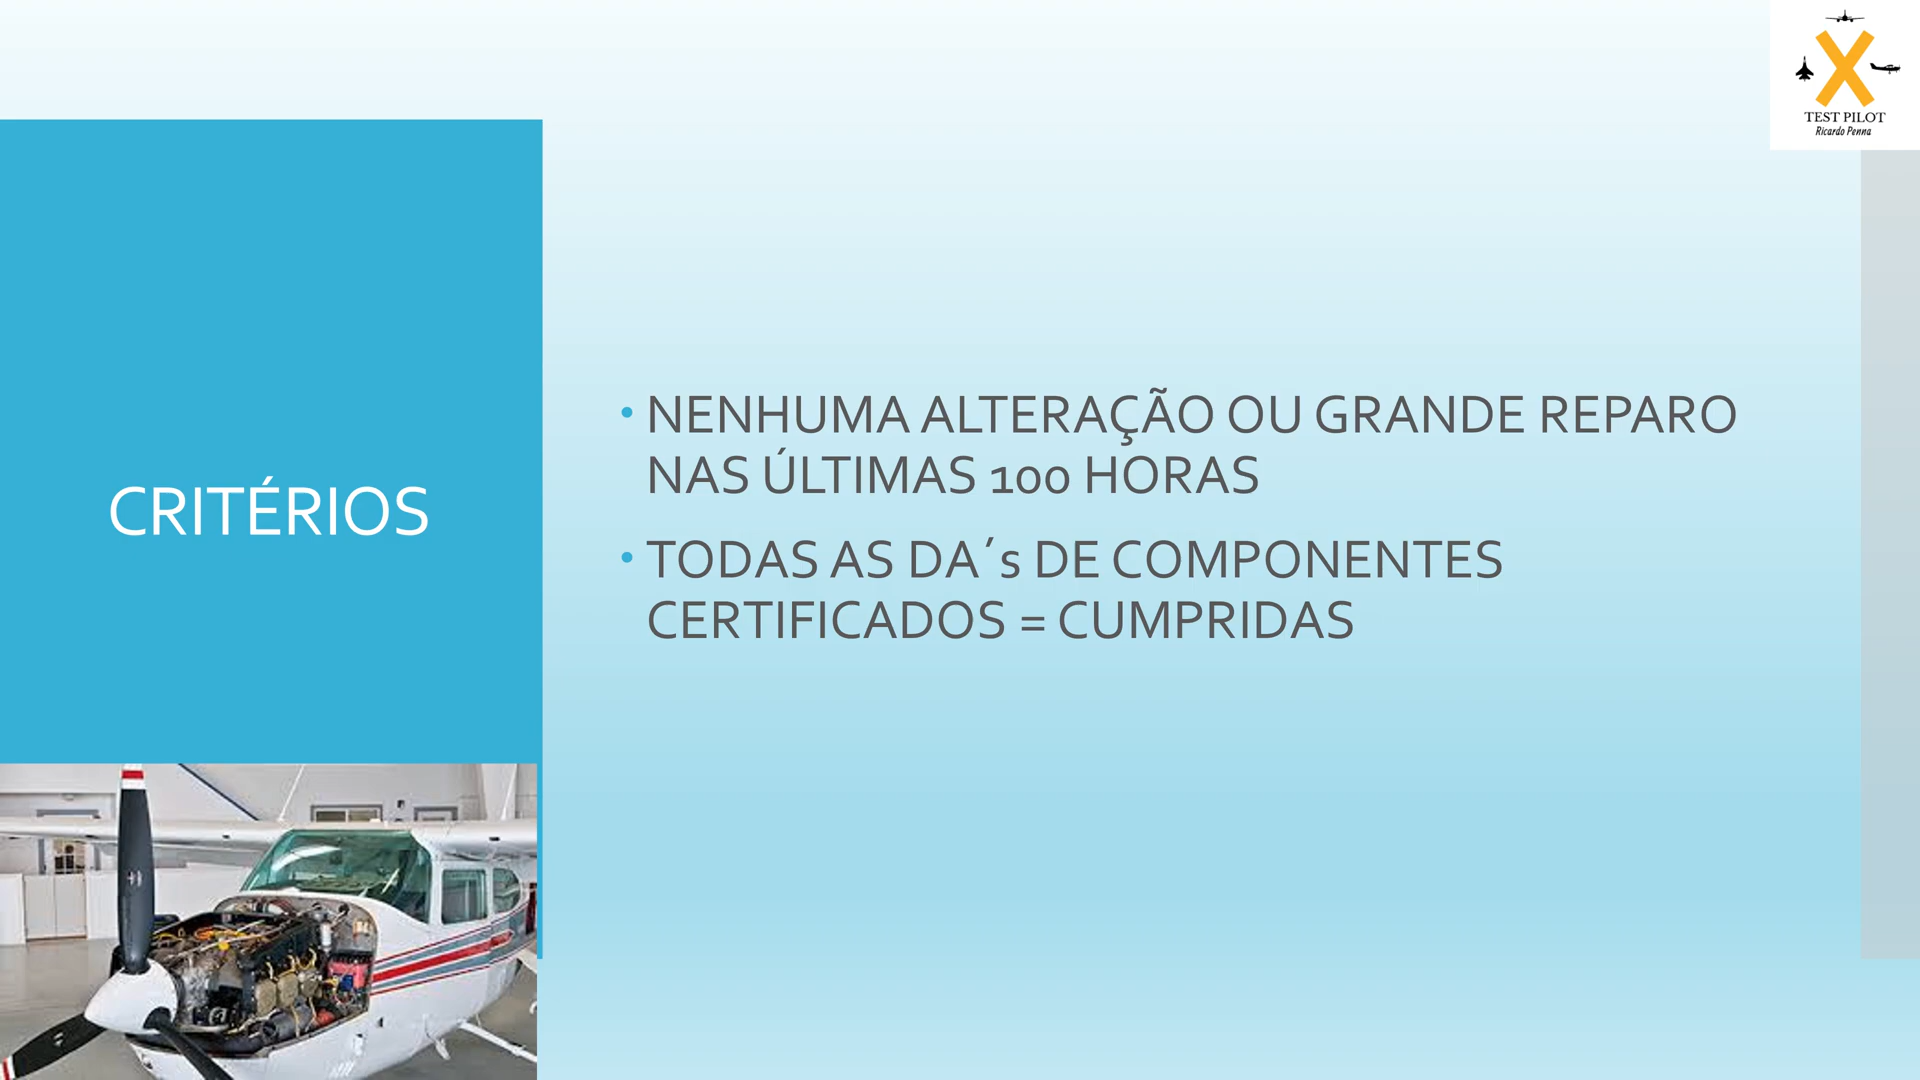 X
TEST PILOT
Ricardo Penna
CRITÉRIOS
• NENHUMA ALTERAÇÃO OU GRANDE REPARO
NAS ÚLTIMAS 100 HORAS
• TODAS AS DA´s DE COMPONENTES
CERTIFICADOS = CUMPRIDAS